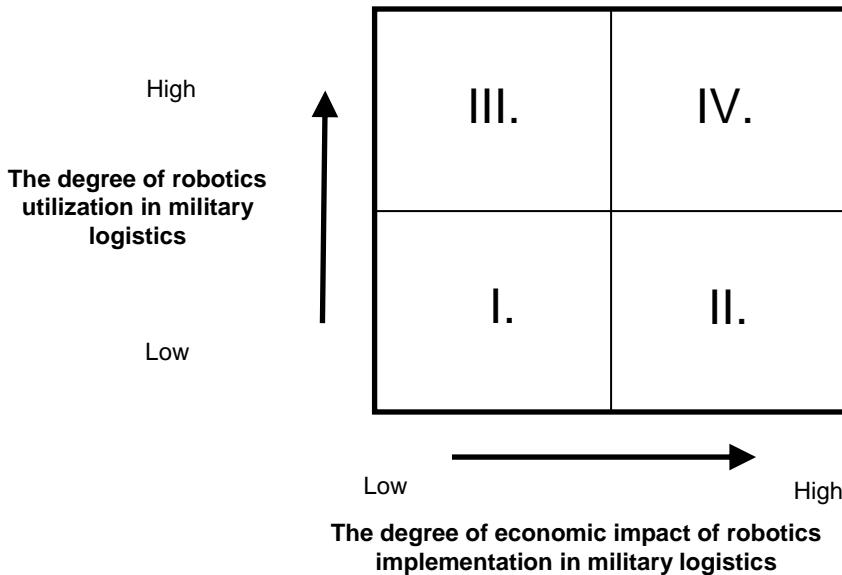 High
III.
IV.
The degree of robotics
utilization in military
logistics
I.
II.
Low
Low
High
The degree of economic impact of robotics
implementation in military logistics